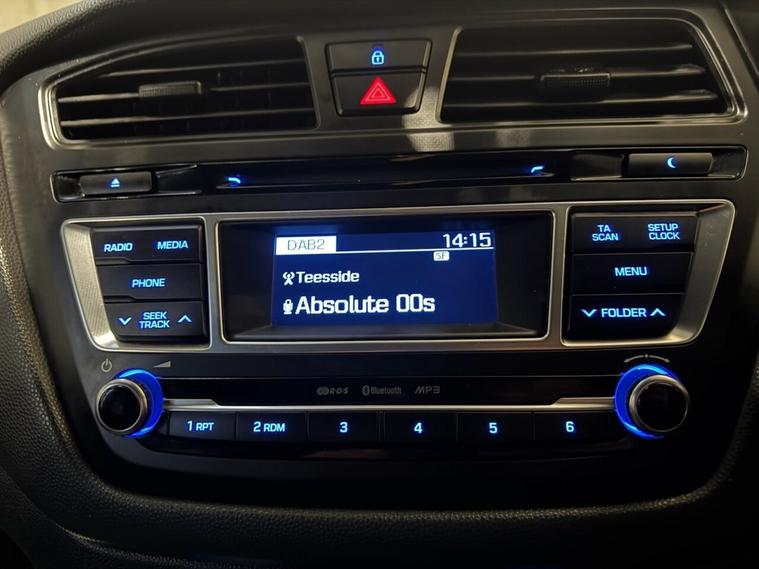 DAB2 14:15
SF
Teesside
Absolute 00s
RADIO MEDIA
PHONE
SEEK
TRACK
TA
SCAN
SETUP
CLOCK
MENU
FOLDER
R·D·S Bluetooth MP3
1 RPT 2 RDM 3 4 5 6